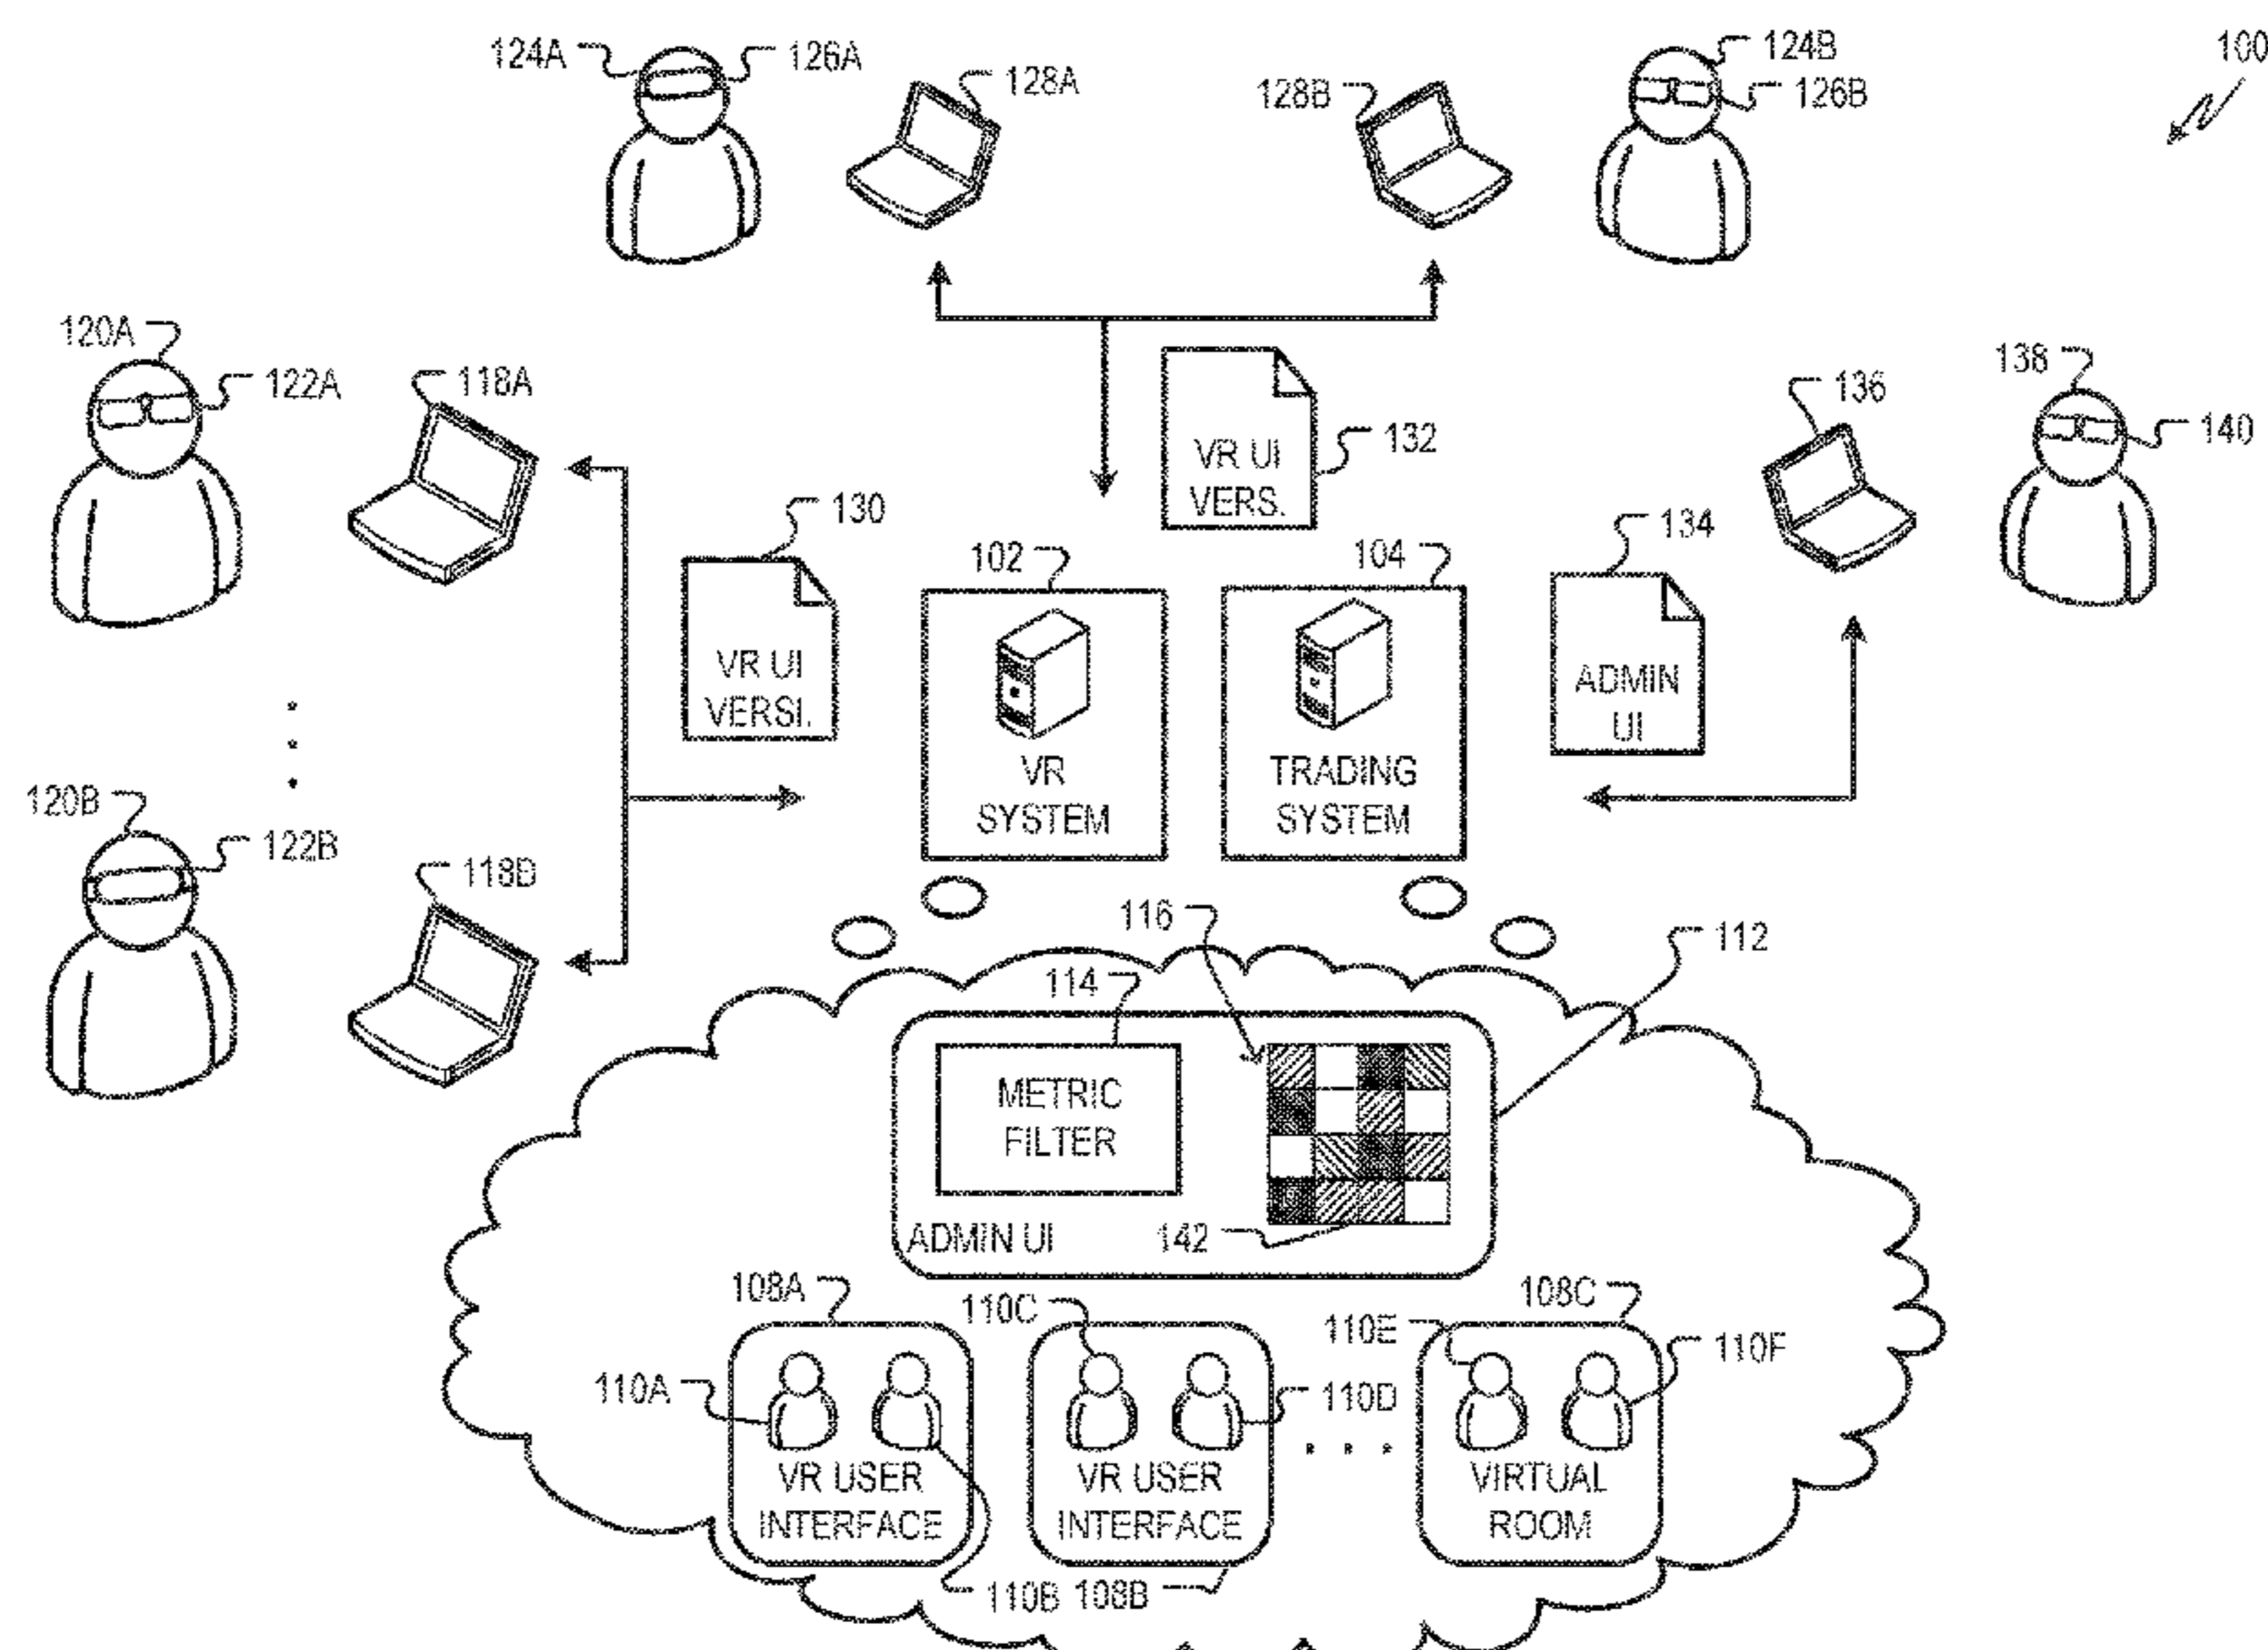 124A
126A
128A
128B
124B
126B
100
120A
122A
118A
130
VR UI
VERSI.
VR UI
VERS.
132
138
136
140
134
ADMIN
UI
102
104
VR
SYSTEM
TRADING
SYSTEM
120B
122B
118D
116
112
114
METRIC
FILTER
ADMIN UI
142
108A
110C
108C
110E
110F
110A
110D
VR USER
INTERFACE
VR USER
INTERFACE
VIRTUAL
ROOM
110B
108B